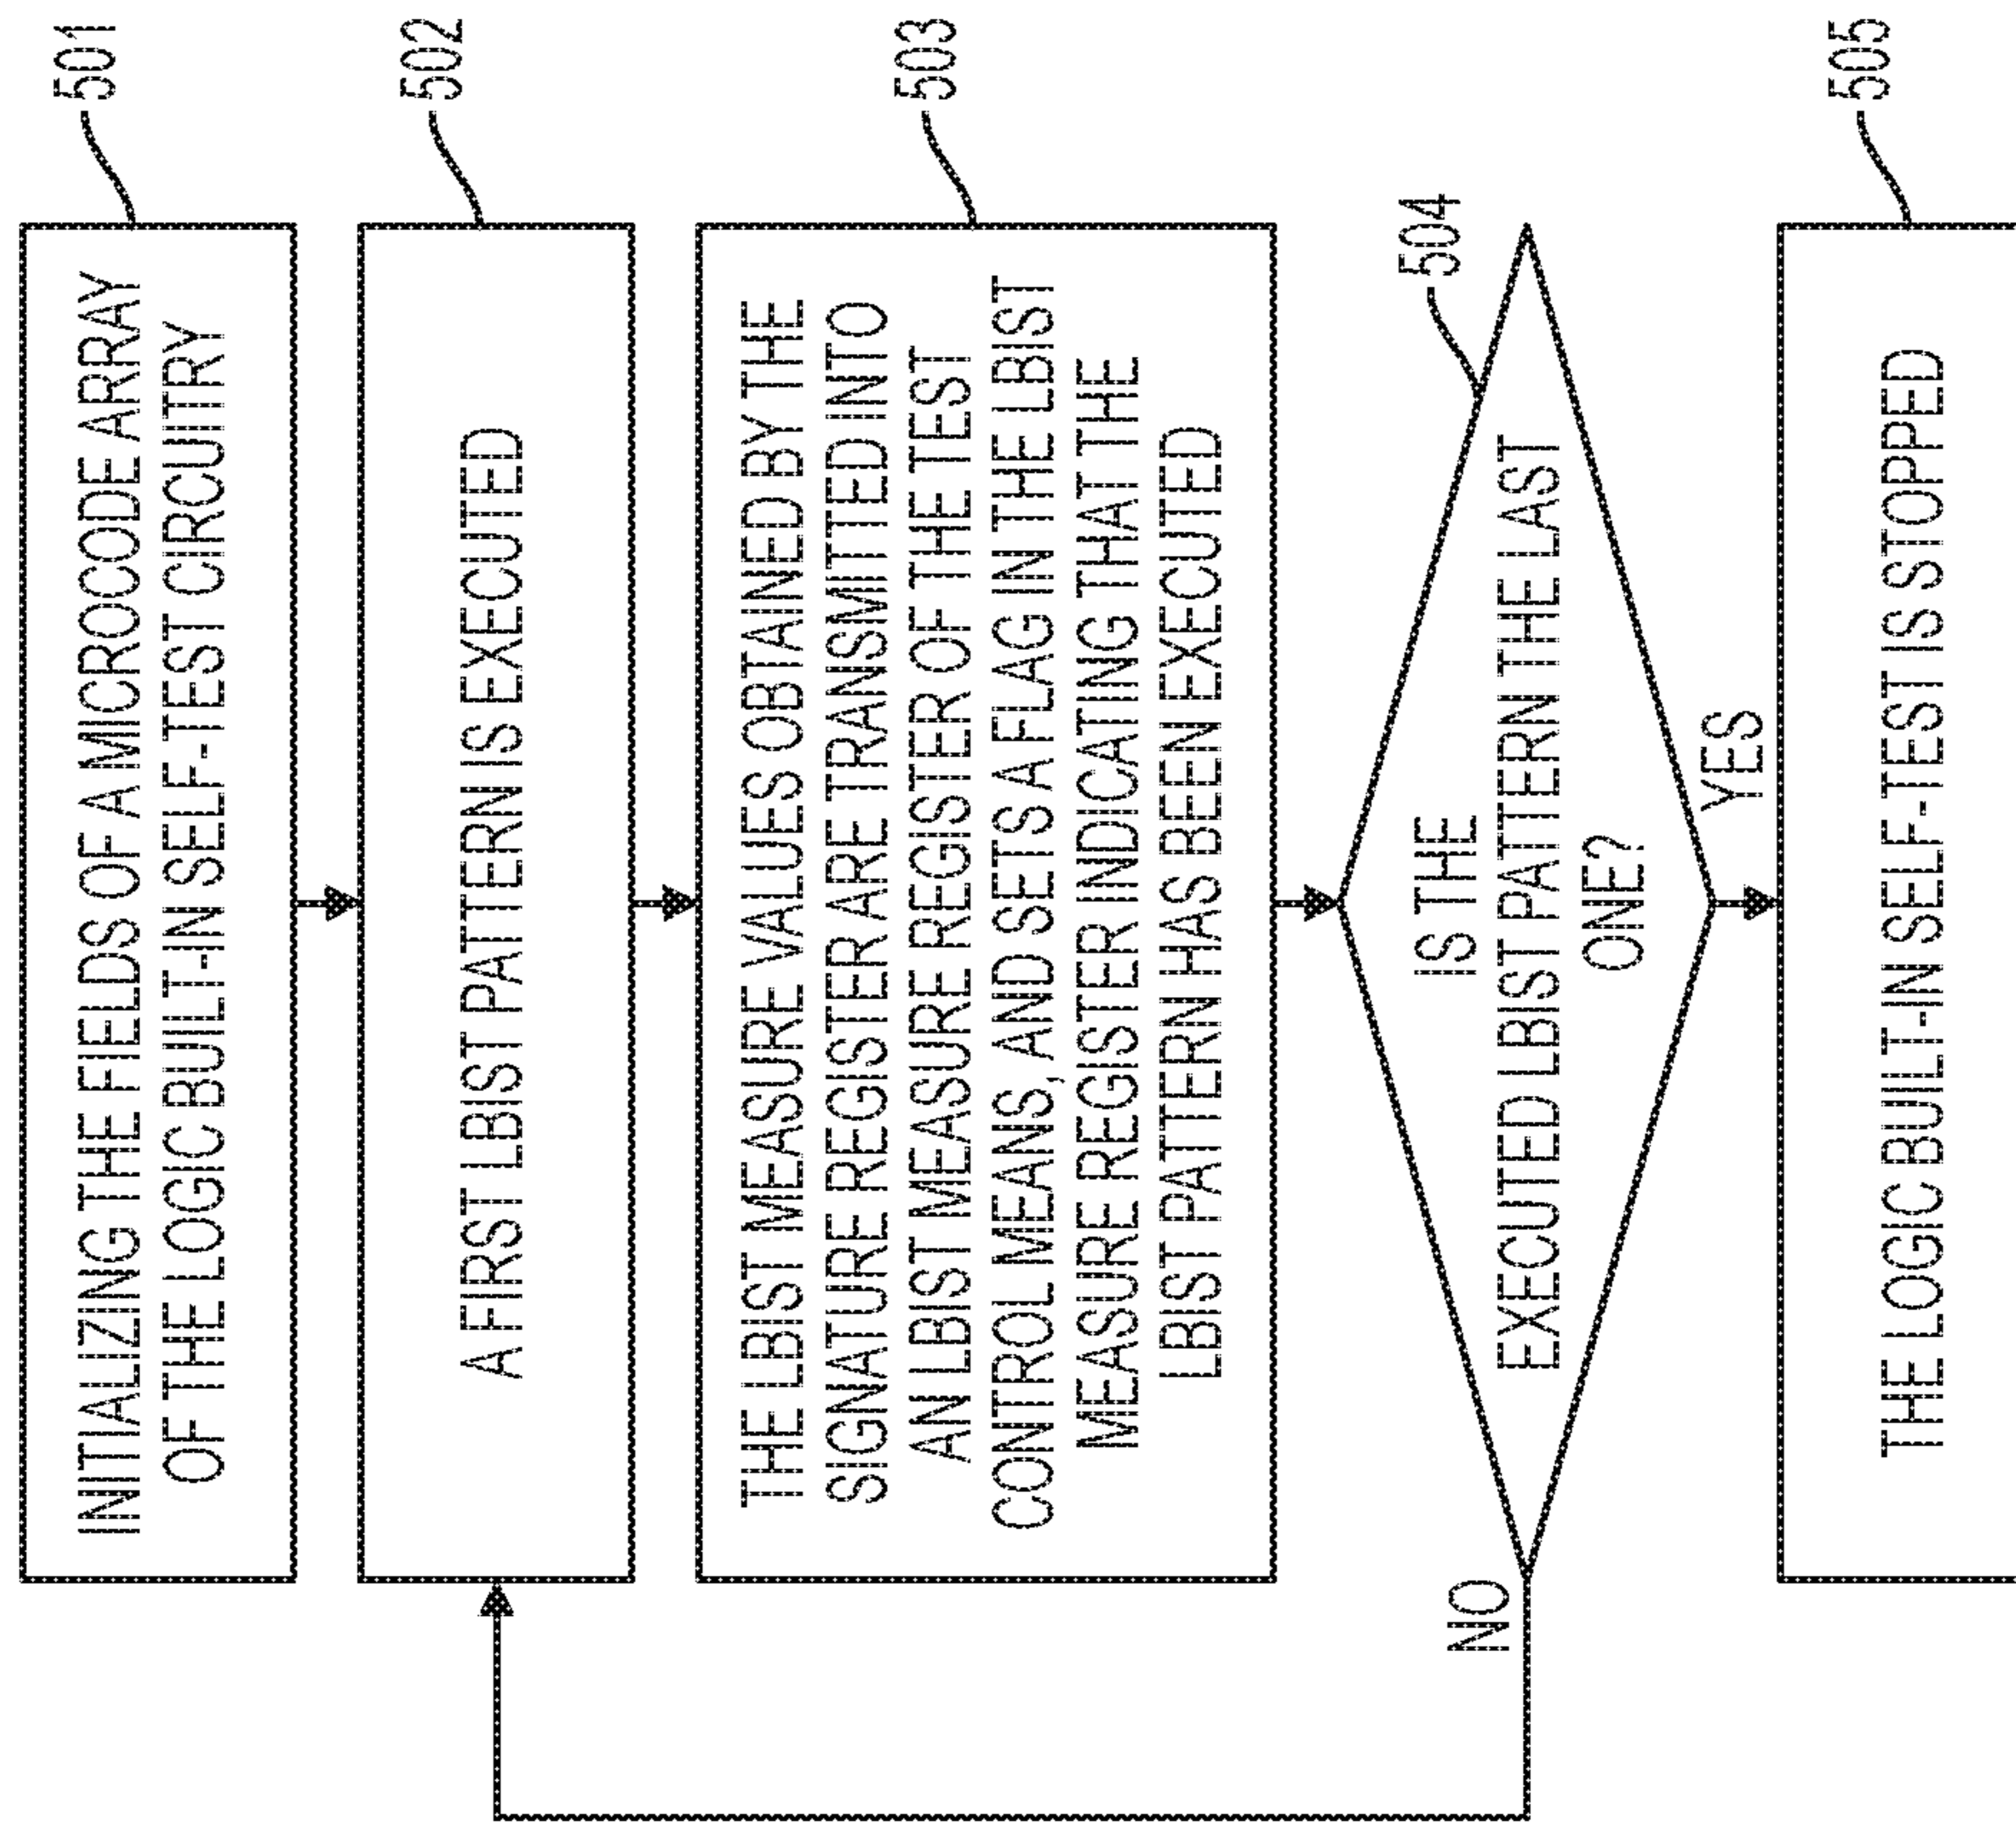 501
INITIALIZING THE FIELDS OF A MICROCODE ARRAY
OF THE LOGIC BUILT-IN SELF-TEST CIRCUITRY
502
A FIRST LBIST PATTERN IS EXECUTED
503
THE LBIST MEASURE VALUES OBTAINED BY THE
SIGNATURE REGISTER ARE TRANSMITTED INTO
AN LBIST MEASURE REGISTER OF THE TEST
CONTROL MEANS, AND SETS A FLAG IN THE LBIST
MEASURE REGISTER INDICATING THAT THE
LBIST PATTERN HAS BEEN EXECUTED
504
IS THE
EXECUTED LBIST PATTERN THE LAST
ONE?
NO
YES
505
THE LOGIC BUILT-IN SELF-TEST IS STOPPED